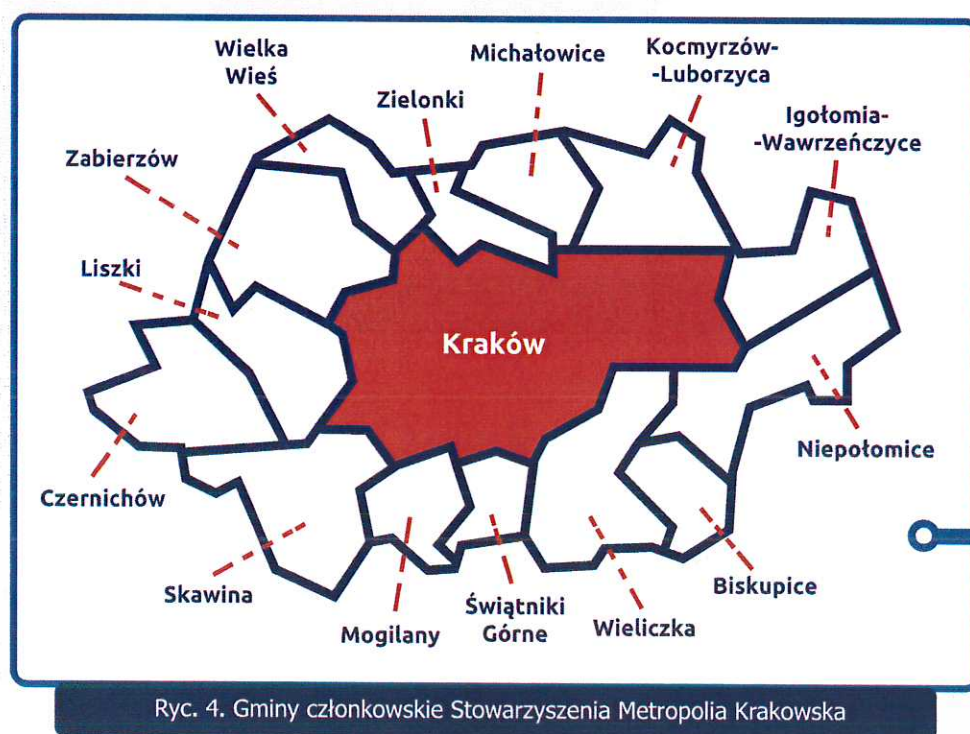 Wielka
Wieś
Zielonki
Michałowice
Kocmyrzów-
-Luborzyca
Igołomia-
-Wawrzeńczyce
Zabierzów
Liszki
Kraków
Czernichów
Niepołomice
Skawina
Mogilany
Świątniki
Górne
Wieliczka
Biskupice
Ryc. 4. Gminy członkowskie Stowarzyszenia Metropolia Krakowska